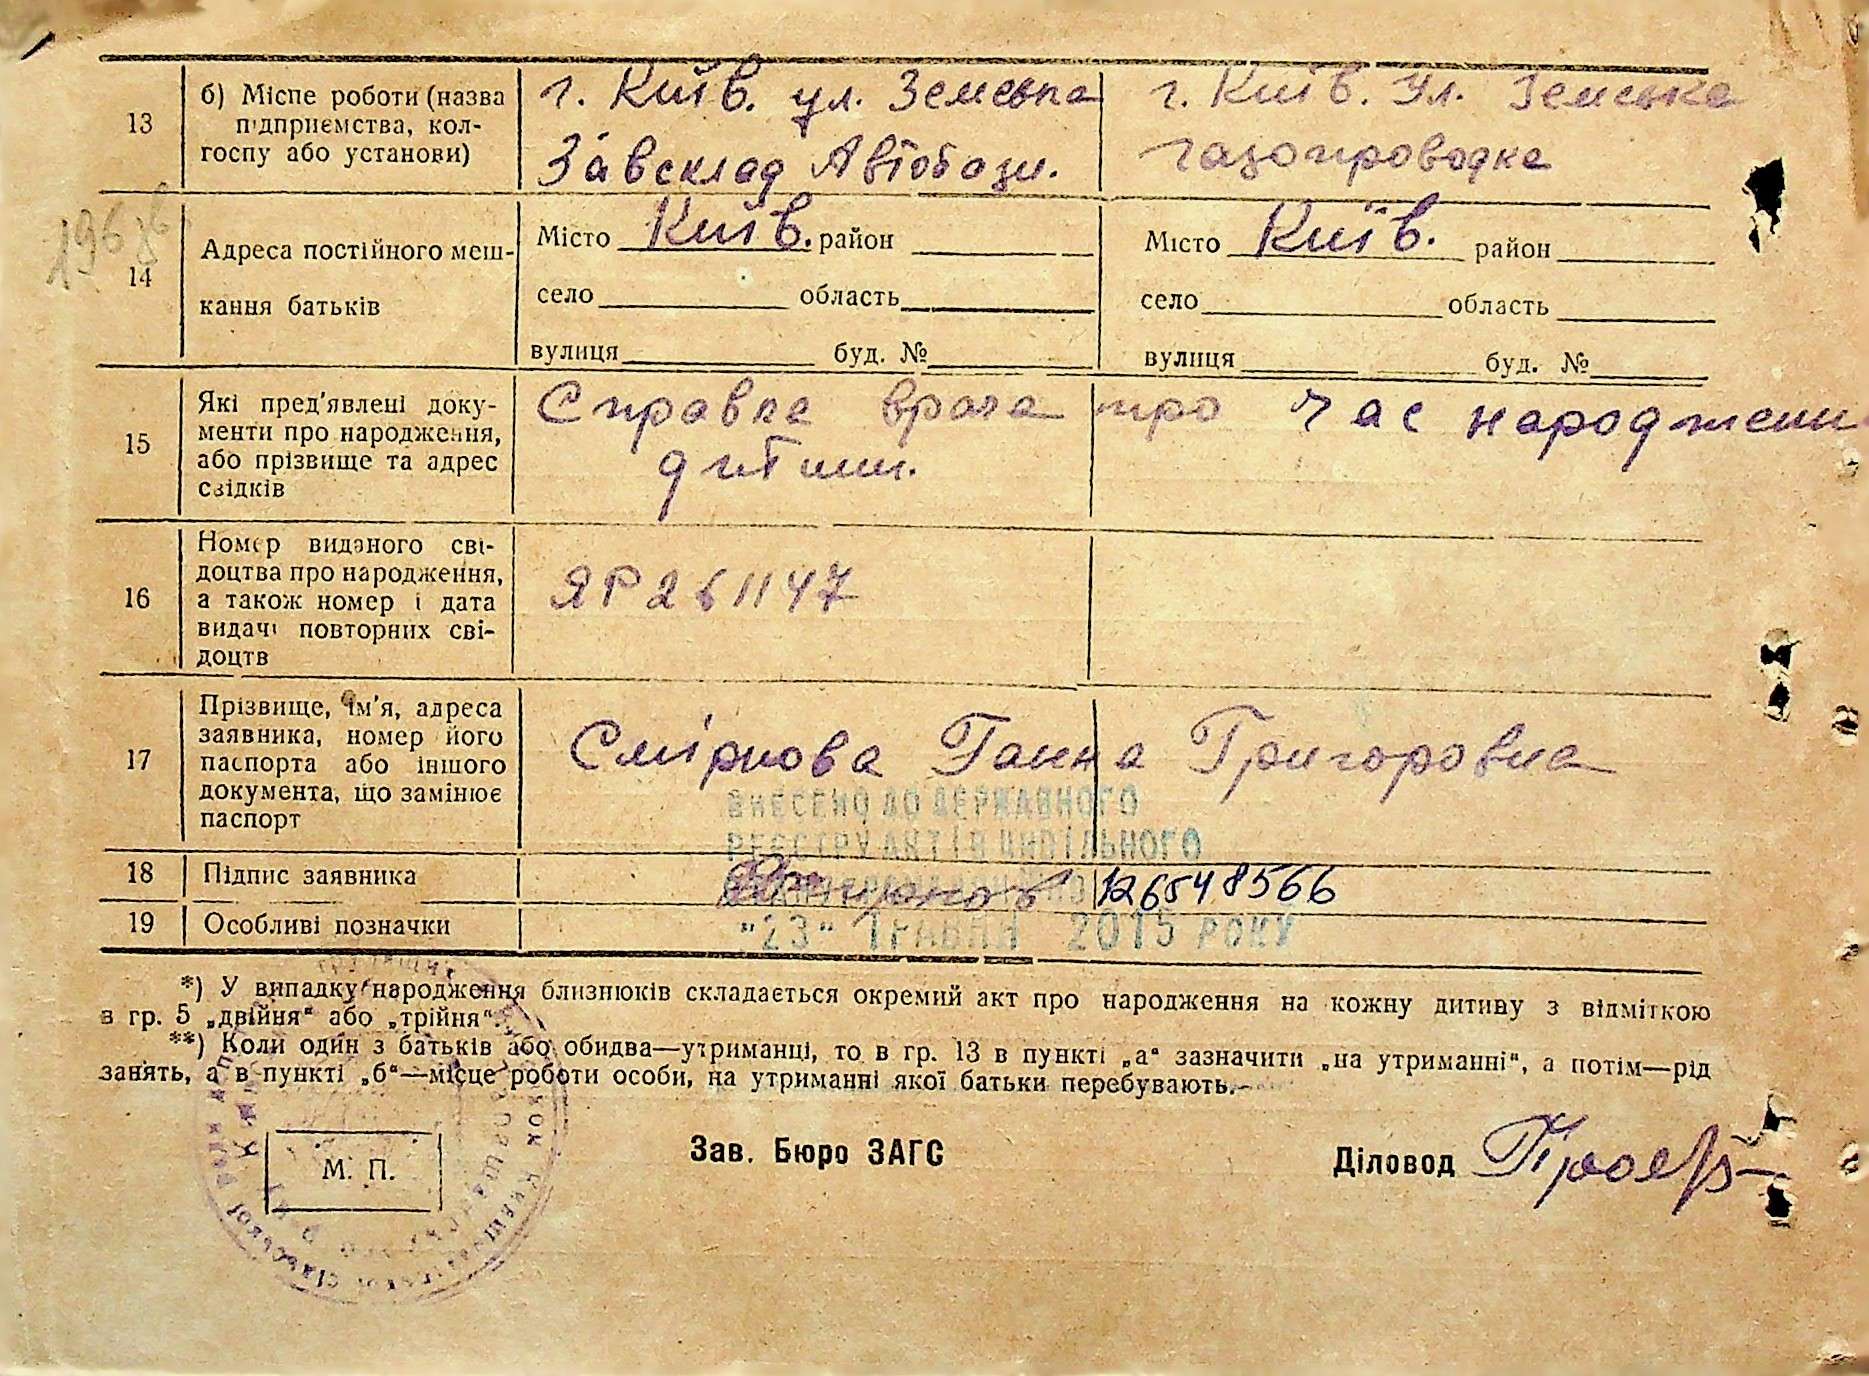 13
б) Місце роботи (назва підприємства, кол-
госпу або установи)
г. Київ. ул. Земська
Завсклад Автобази.
г. Київ. Ул. Земська
газопроводка
196
14
Адреса постійного меш-
кання батьків
Місто Київ. район
село область
вулиця буд. №
Місто Київ. район
село область
вулиця буд. №
15
Які пред'явлені доку-
менти про народження,
або прізвище та адрес
свідків
Справка врача про час народжени
дитини.
16
Номер виданого сві-
доцтва про народження,
а також номер і дата
видачі повторних сві-
доцтв
ЯР261147
17
Прізвище, ім'я, адреса
заявника, номер його
паспорта або іншого
документа, що замінює
паспорт
Смірнова Ганна Григоровна
ВНЕСЕНО ДО ДЕРЖАВНОГО
РЕЄСТРУ АКТІВ ЦИВІЛЬНОГО
18
Підпис заявника
126548566
"23" ТРАВНЯ 2015 РОКУ
19
Особливі позначки
*) У випадку народження близнюків складається окремий акт про народження на кожну дитину з відміткою
в гр. 5 „двійня“ або „трійня“.
**) Коли один з батьків або обидва—утриманці, то в гр. 13 в пункті „а“ зазначити „на утриманні“, а потім—рід
занять, а в пункті „б“—місце роботи особи, на утриманні якої батьки перебувають.
М. П.
Зав. Бюро ЗАГС
Діловод